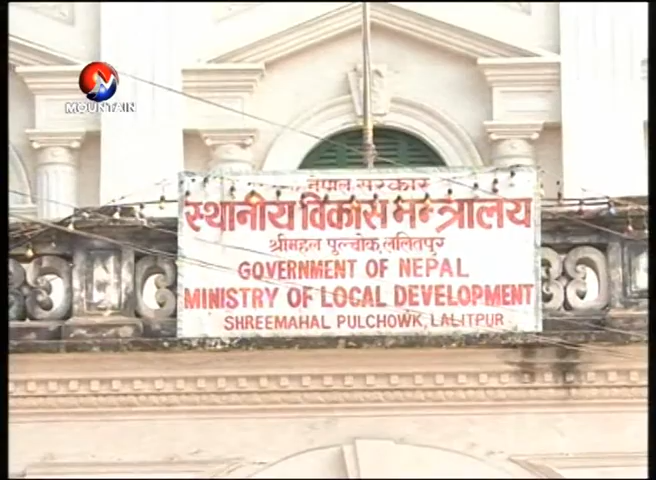 MOUNTAIN
नेपाल सरकार
स्थानीय विकास मन्त्रालय
श्रीमहल पुल्चोक, ललितपुर
GOVERNMENT OF NEPAL
MINISTRY OF LOCAL DEVELOPMENT
SHREEMAHAL PULCHOWK, LALITPUR